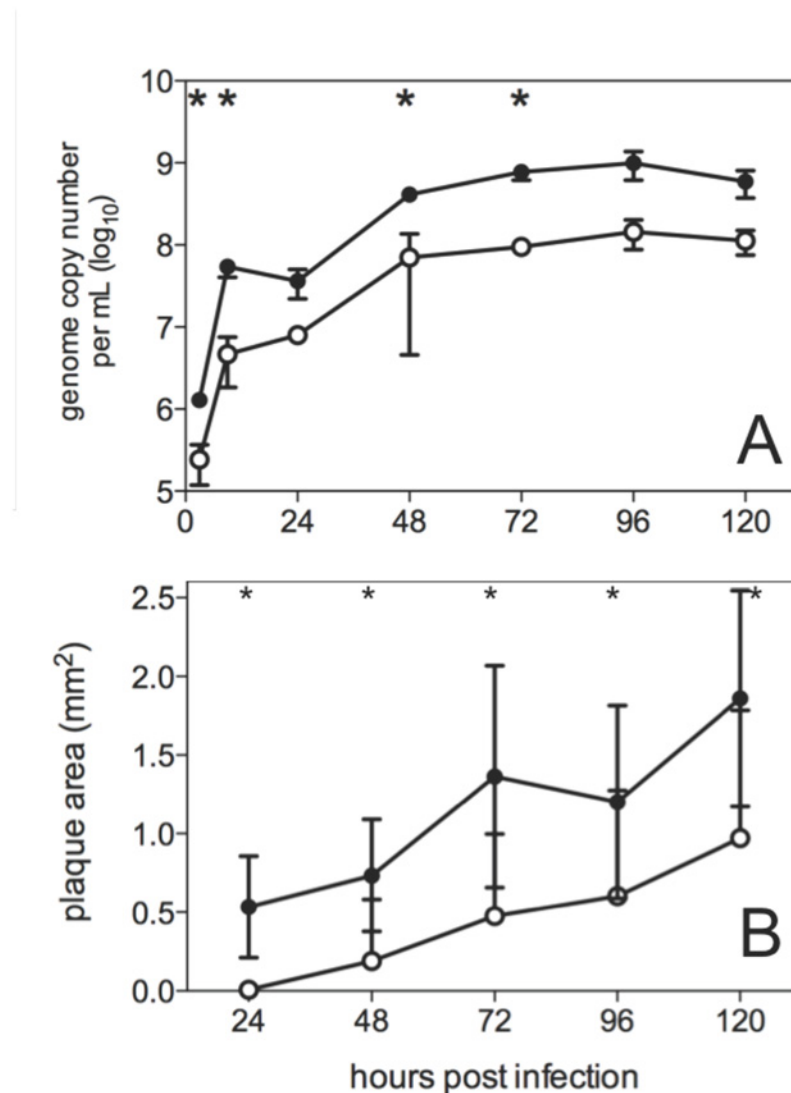 10
* * * *
9
8
7
6
5
genome copy number
per mL (log10)
A
0 24 48 72 96 120
2.5
* * * * *
2.0
1.5
1.0
0.5
0.0
plaque area (mm2)
B
24 48 72 96 120
hours post infection